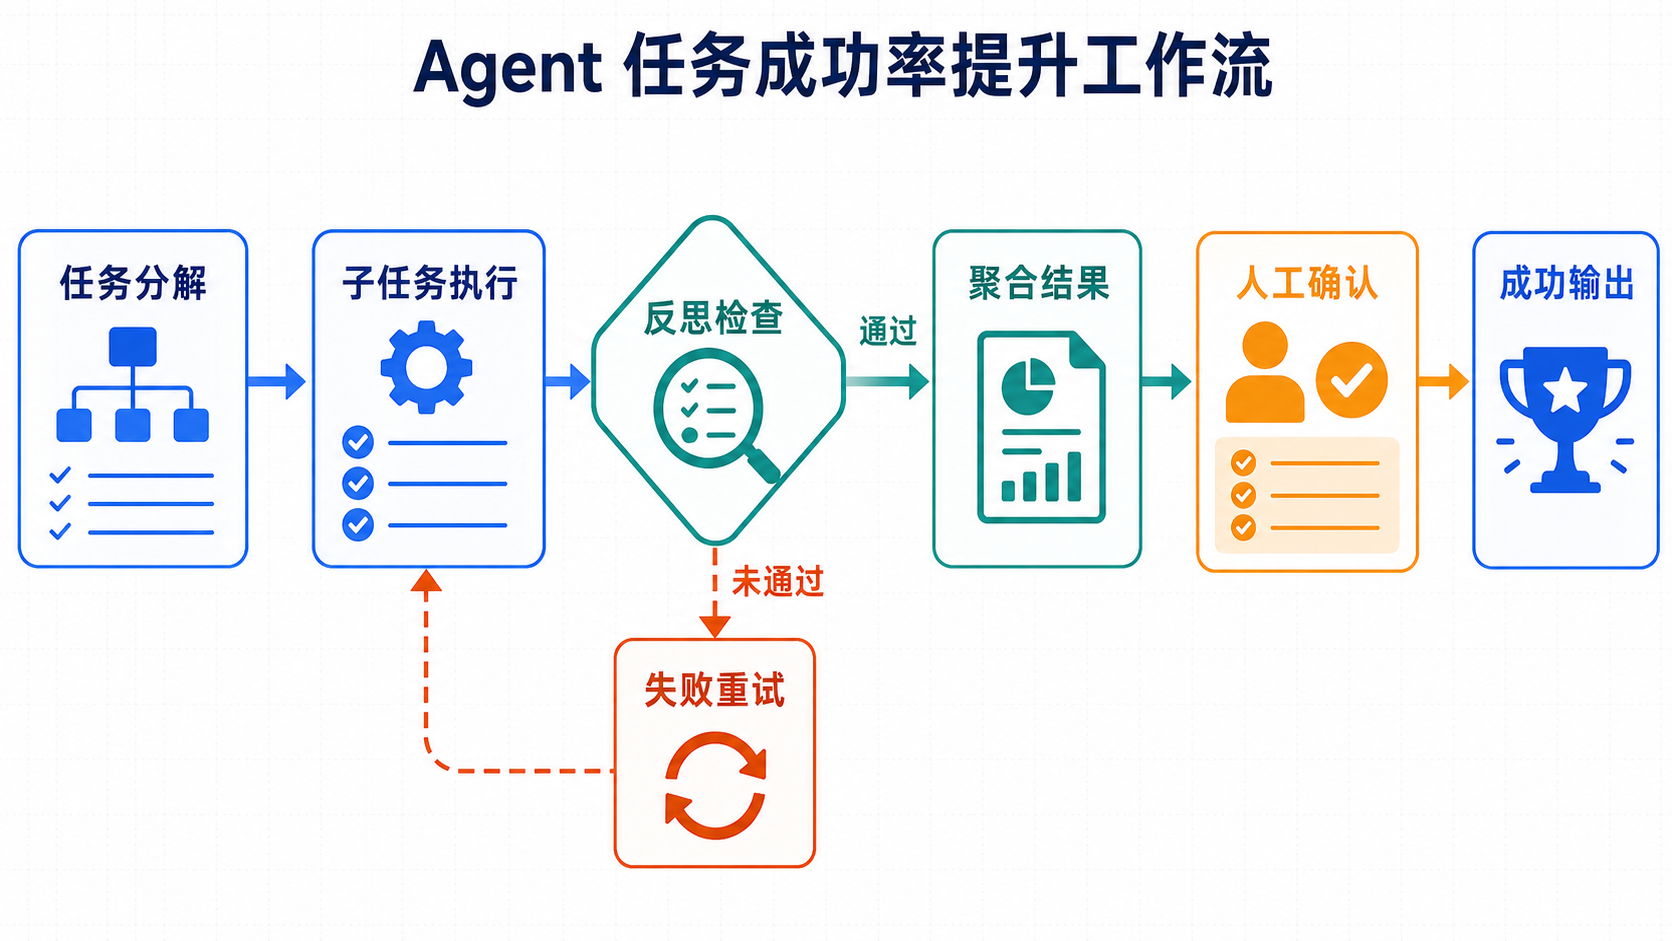 Agent 任务成功率提升工作流
任务分解
子任务执行
反思检查
通过
聚合结果
人工确认
成功输出
未通过
失败重试